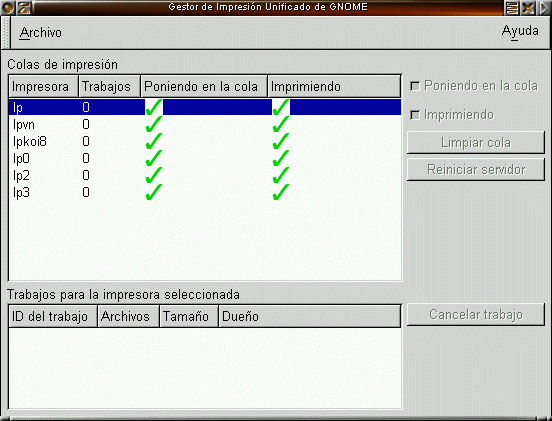 Gestor de Impresión Unificado de GNOME
Archivo Ayuda
Colas de impresión
Impresora Trabajos Poniendo en la cola Imprimiendo
lp 0
lpvn 0
lpkoi8 0
lp0 0
lp2 0
lp3 0
Poniendo en la cola
Imprimiendo
Limpiar cola
Reiniciar servidor
Trabajos para la impresora seleccionada
ID del trabajo Archivos Tamaño Dueño
Cancelar trabajo